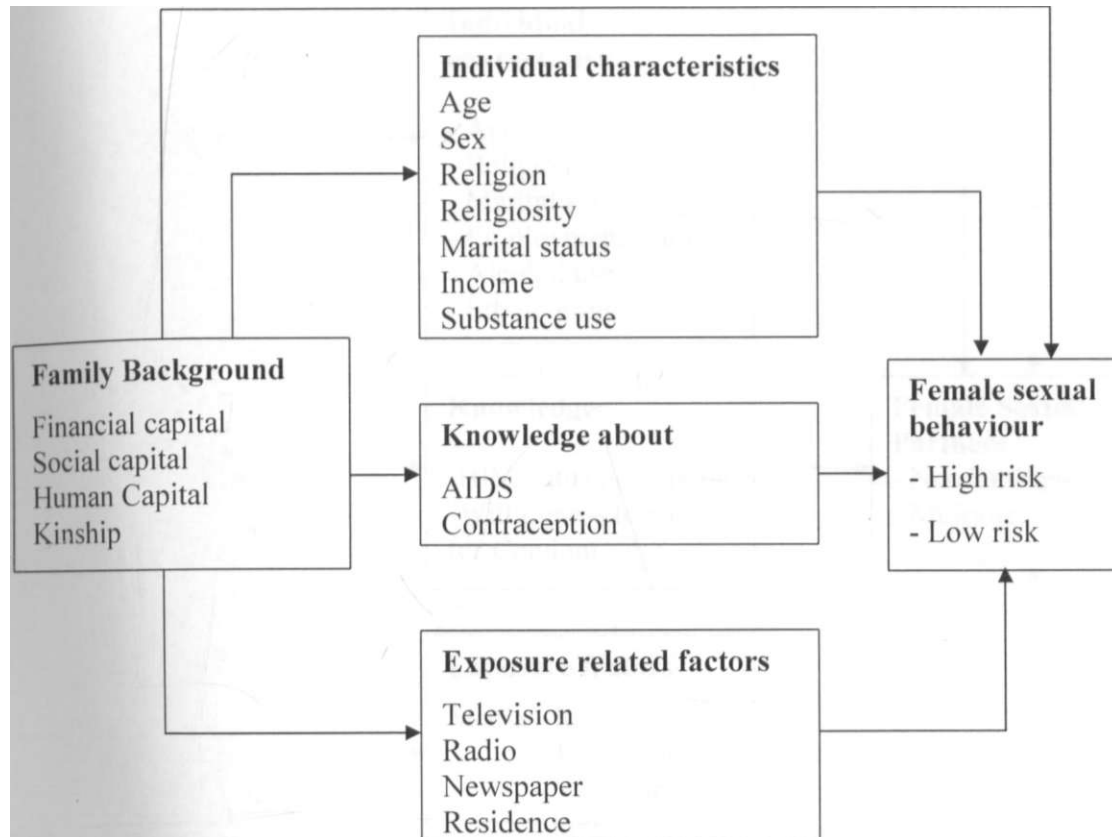 Individual characteristics
Age
Sex
Religion
Religiosity
Marital status
Income
Substance use
Family Background
Financial capital
Social capital
Human Capital
Kinship
Knowledge about
AIDS
Contraception
Female sexual
behaviour
- High risk
- Low risk
Exposure related factors
Television
Radio
Newspaper
Residence